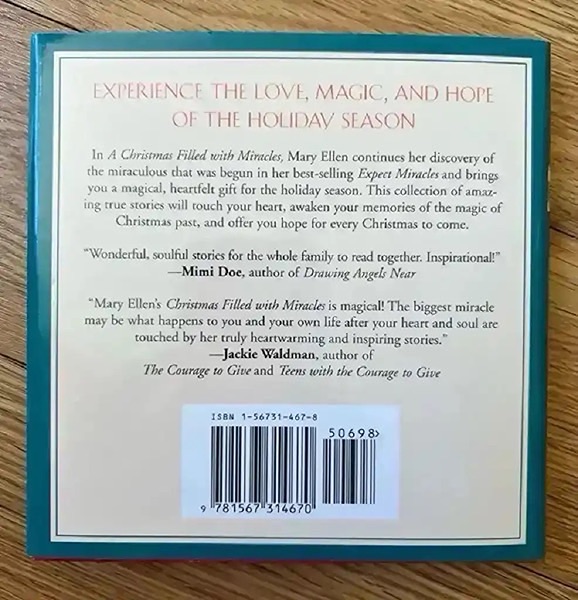 EXPERIENCE THE LOVE, MAGIC, AND HOPE
OF THE HOLIDAY SEASON
In A Christmas Filled with Miracles, Mary Ellen continues her discovery of
the miraculous that was begun in her best-selling Expect Miracles and brings
you a magical, heartfelt gift for the holiday season. This collection of amaz-
ing true stories will touch your heart, awaken your memories of the magic of
Christmas past, and offer you hope for every Christmas to come.
“Wonderful, soulful stories for the whole family to read together. Inspirational!”
—Mimi Doe, author of Drawing Angels Near
“Mary Ellen's Christmas Filled with Miracles is magical! The biggest miracle
may be what happens to you and your own life after your heart and soul are
touched by her truly heartwarming and inspiring stories.”
—Jackie Waldman, author of
The Courage to Give and Teens with the Courage to Give
ISBN 1-56731-467-8
50698>
9 781567 314670